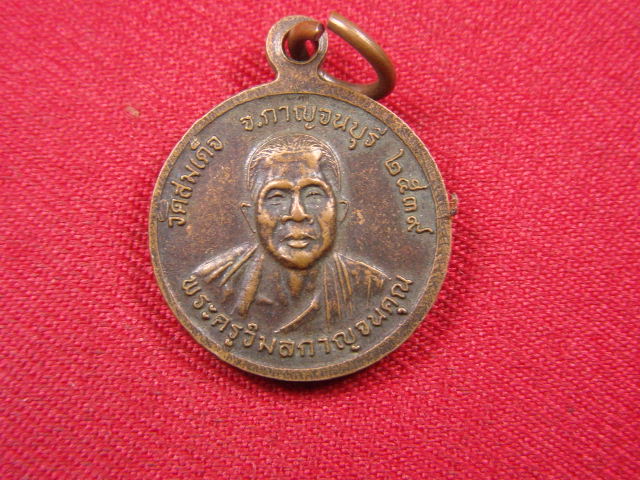 วัดสมเด็จ จ.กาญจนบุรี ๒๕๓๙
พระครูวิมลกาญจนคุณ